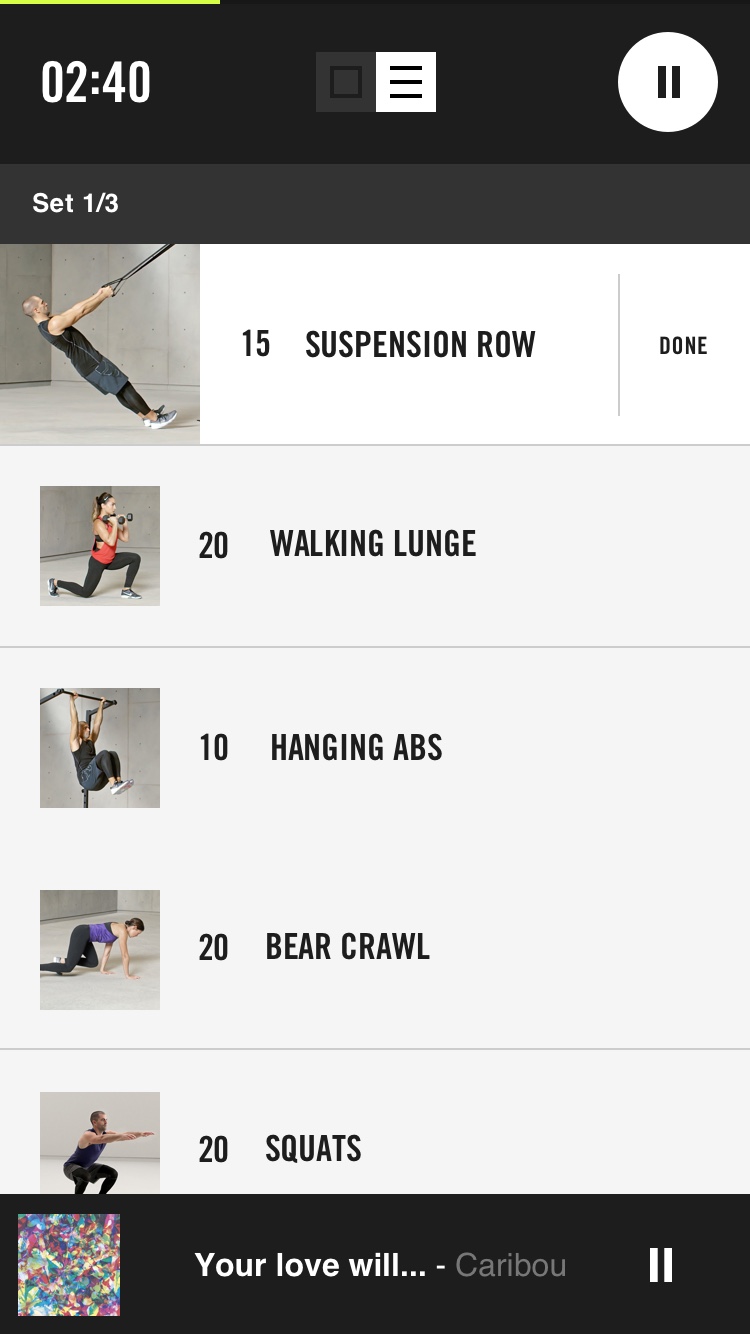 02:40
Set 1/3
15 SUSPENSION ROW DONE
20 WALKING LUNGE
10 HANGING ABS
20 BEAR CRAWL
20 SQUATS
Your love will... - Caribou